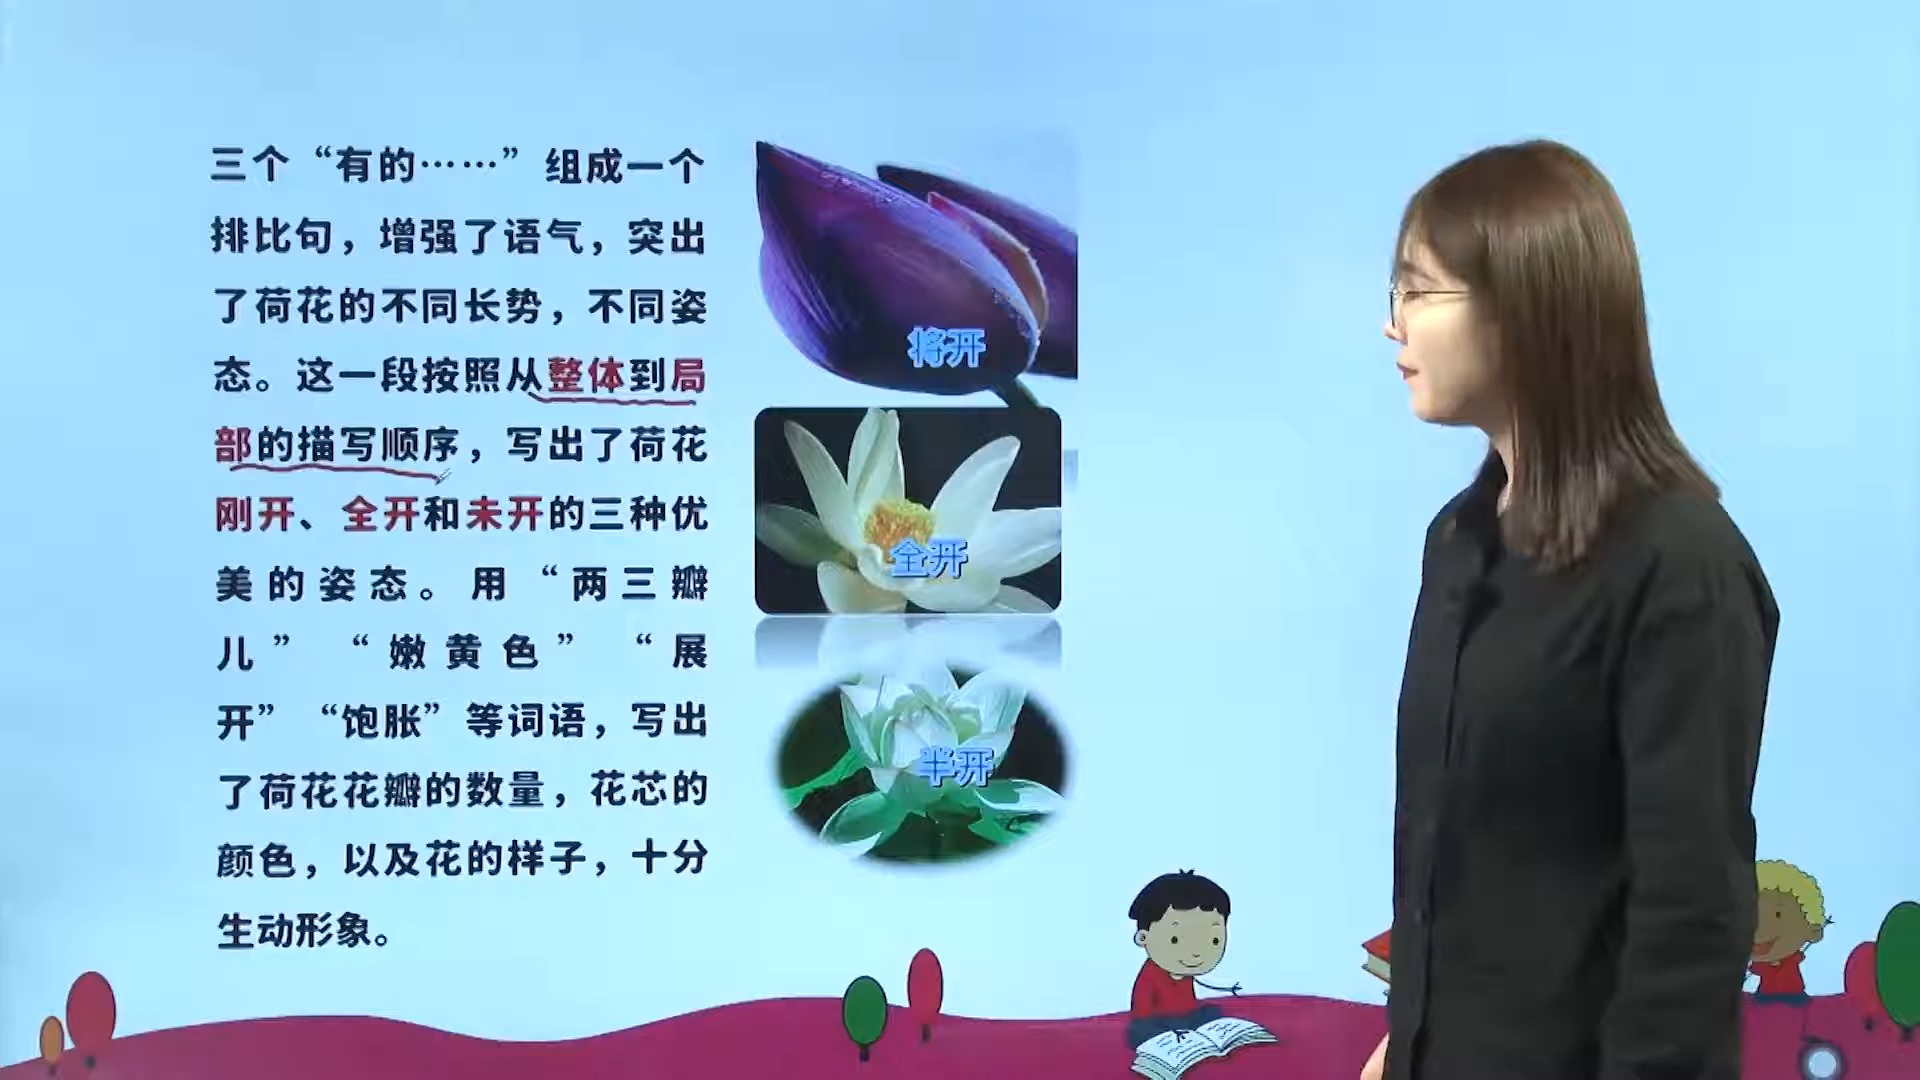 三个“有的……”组成一个
排比句，增强了语气，突出
了荷花的不同长势，不同姿
态。这一段按照从整体到局
部的描写顺序，写出了荷花
刚开、全开和未开的三种优
美的姿态。用“两三瓣
儿”“嫩黄色”“展
开”“饱胀”等词语，写出
了荷花花瓣的数量，花芯的
颜色，以及花的样子，十分
生动形象。
将开
全开
半开